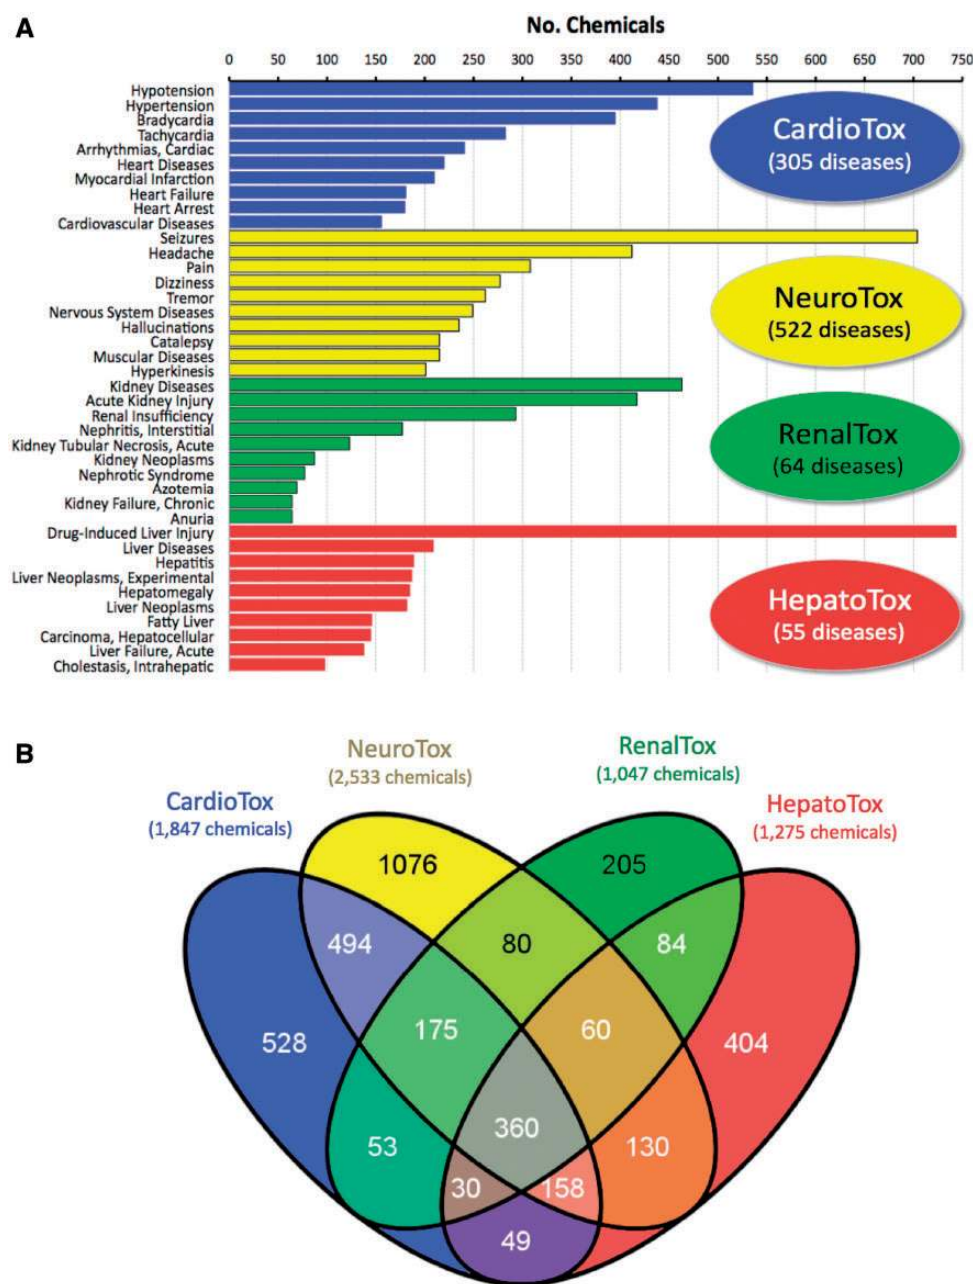 A
No. Chemicals
0 50 100 150 200 250 300 350 400 450 500 550 600 650 700 750
Hypotension
Hypertension
Bradycardia
Tachycardia
Arrhythmias, Cardiac
Heart Diseases
Myocardial Infarction
Heart Failure
Heart Arrest
Cardiovascular Diseases
Seizures
Headache
Pain
Dizziness
Tremor
Nervous System Diseases
Hallucinations
Catalepsy
Muscular Diseases
Hyperkinesis
Kidney Diseases
Acute Kidney Injury
Renal Insufficiency
Nephritis, Interstitial
Kidney Tubular Necrosis, Acute
Kidney Neoplasms
Nephrotic Syndrome
Azotemia
Kidney Failure, Chronic
Anuria
Drug-Induced Liver Injury
Liver Diseases
Hepatitis
Liver Neoplasms, Experimental
Hepatomegaly
Liver Neoplasms
Fatty Liver
Carcinoma, Hepatocellular
Liver Failure, Acute
Cholestasis, Intrahepatic
CardioTox
(305 diseases)
NeuroTox
(522 diseases)
RenalTox
(64 diseases)
HepatoTox
(55 diseases)
B
CardioTox
(1,847 chemicals)
NeuroTox
(2,533 chemicals)
RenalTox
(1,047 chemicals)
HepatoTox
(1,275 chemicals)
1076
205
494
80
84
528
175
60
404
53
360
130
30
158
49